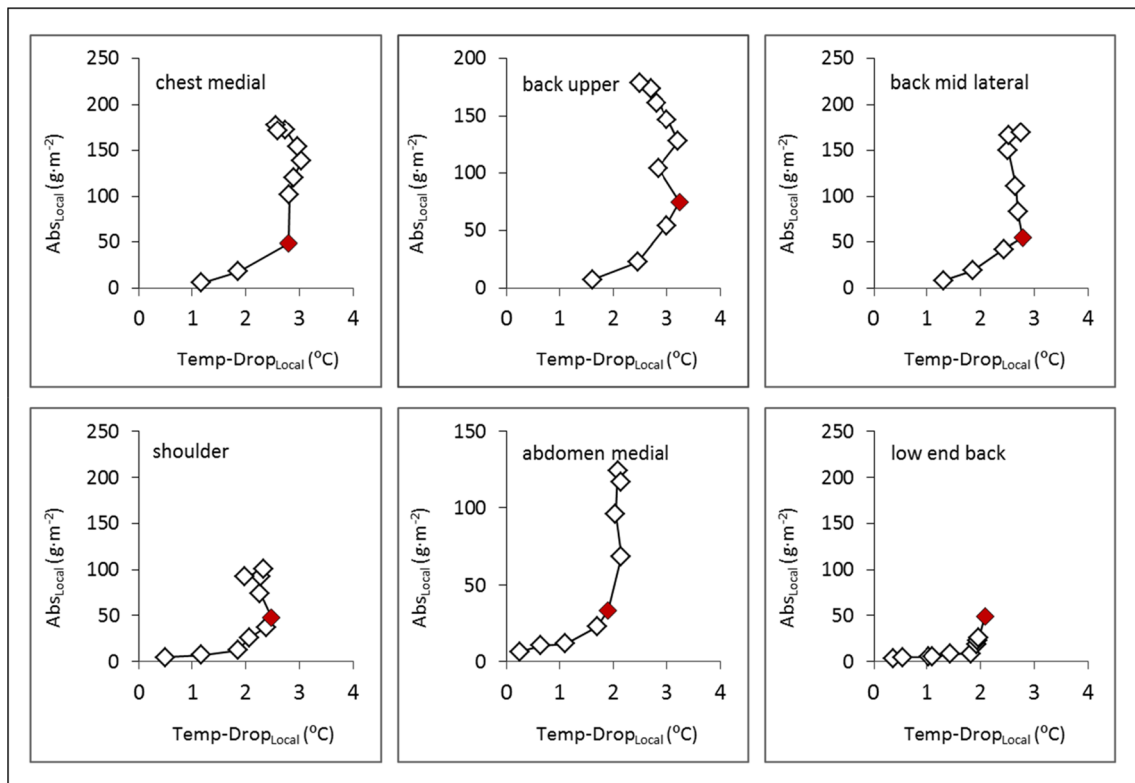 chest medial
250
200
150
100
50
0
0 1 2 3 4
Abs_Local (g·m⁻²)
Temp-Drop_Local (°C)
back upper
200
150
100
50
0
0 1 2 3 4
Abs_Local (g·m⁻²)
Temp-Drop_Local (°C)
back mid lateral
250
200
150
100
50
0
0 1 2 3 4
Abs_Local (g·m⁻²)
Temp-Drop_Local (°C)
shoulder
250
200
150
100
50
0
0 1 2 3 4
Abs_Local (g·m⁻²)
Temp-Drop_Local (°C)
abdomen medial
150
100
50
0
0 1 2 3 4
Abs_Local (g·m⁻²)
Temp-Drop_Local (°C)
low end back
250
200
150
100
50
0
0 1 2 3 4
Abs_Local (g·m⁻²)
Temp-Drop_Local (°C)